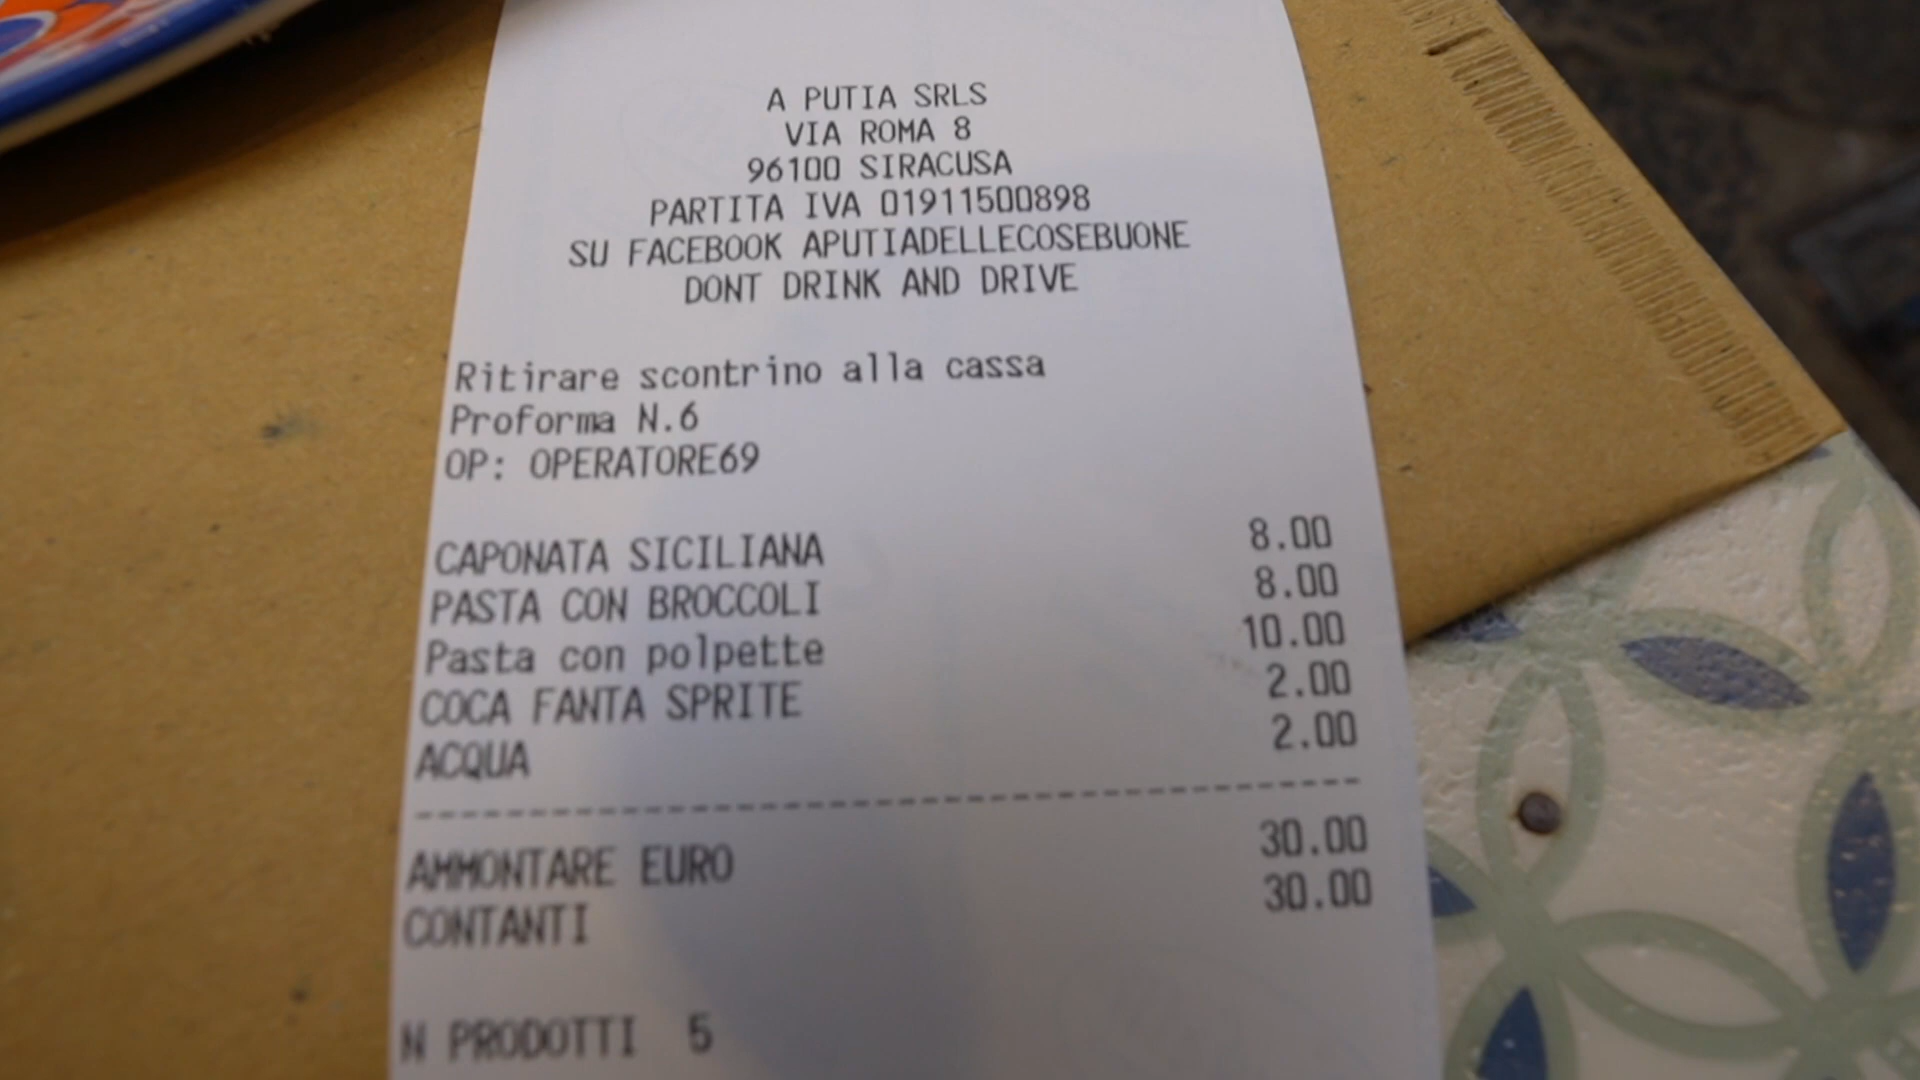 A PUTIA SRLS
VIA ROMA 8
96100 SIRACUSA
PARTITA IVA 01911500898
SU FACEBOOK APUTIADELLECOSEBUONE
DONT DRINK AND DRIVE
Ritirare scontrino alla cassa
Proforma N.6
OP: OPERATORE69
CAPONATA SICILIANA 8.00
PASTA CON BROCCOLI 8.00
Pasta con polpette 10.00
COCA FANTA SPRITE 2.00
ACQUA 2.00
AMMONTARE EURO 30.00
CONTANTI 30.00
N PRODOTTI 5